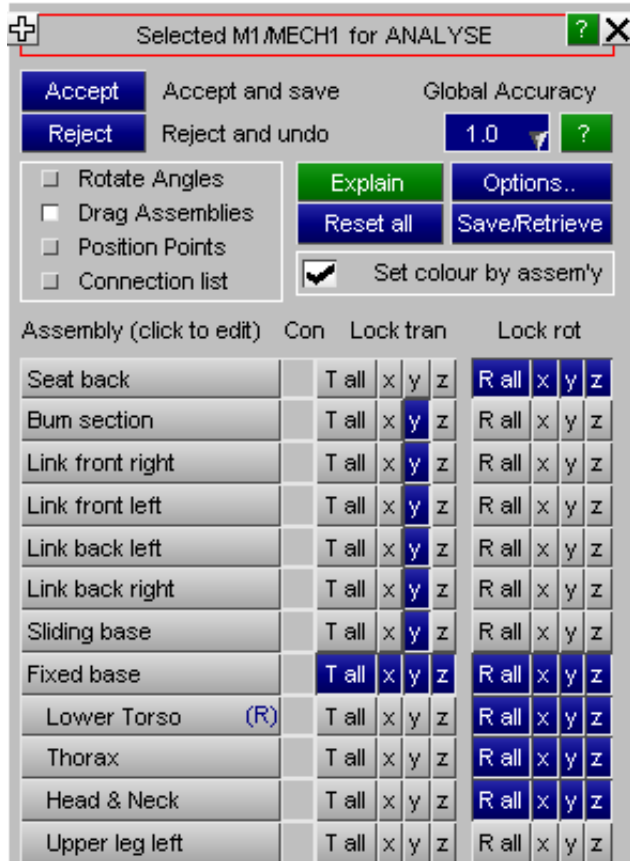 Selected M1/MECH1 for ANALYSE ?
Accept Accept and save Global Accuracy
Reject Reject and undo 1.0 ?
Rotate Angles Explain Options..
Drag Assemblies Reset all Save/Retrieve
Position Points
Connection list Set colour by assem'y
Assembly (click to edit) Con Lock tran Lock rot
Seat back T all x y z R all x y z
Bum section T all x y z R all x y z
Link front right T all x y z R all x y z
Link front left T all x y z R all x y z
Link back left T all x y z R all x y z
Link back right T all x y z R all x y z
Sliding base T all x y z R all x y z
Fixed base T all x y z R all x y z
Lower Torso (R) T all x y z R all x y z
Thorax T all x y z R all x y z
Head & Neck T all x y z R all x y z
Upper leg left T all x y z R all x y z